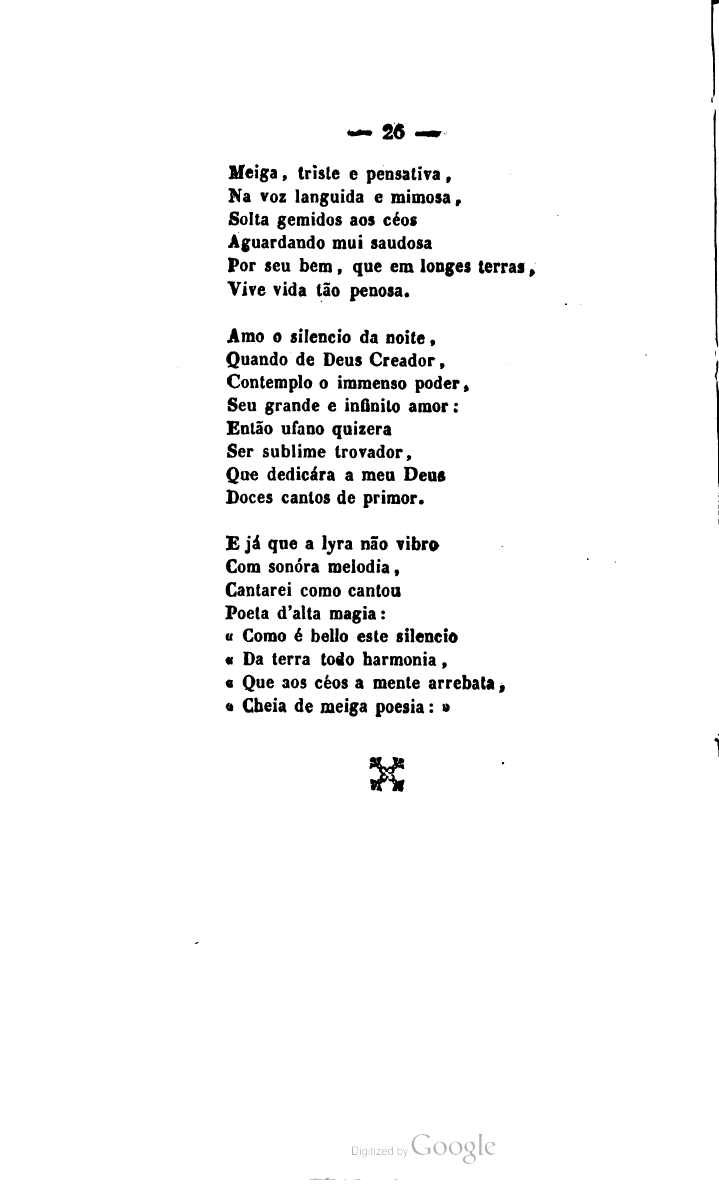 — 26 —
Meiga, triste e pensativa,
Na voz languida e mimosa,
Solta gemidos aos céos
Aguardando mui saudosa
Por seu bem, que em longes terras,
Vive vida tão penosa.
Amo o silencio da noite,
Quando de Deus Creador,
Contemplo o immenso poder,
Seu grande e infinito amor:
Então ufano quizera
Ser sublime trovador,
Que dedicára a meu Deus
Doces cantos de primor.
E já que a lyra não vibro
Com sonóra melodia,
Cantarei como cantou
Poeta d'alta magia:
« Como é bello este silencio
« Da terra todo harmonia,
« Que aos céos a mente arrebata,
« Cheia de meiga poesia: »
Digitized by Google